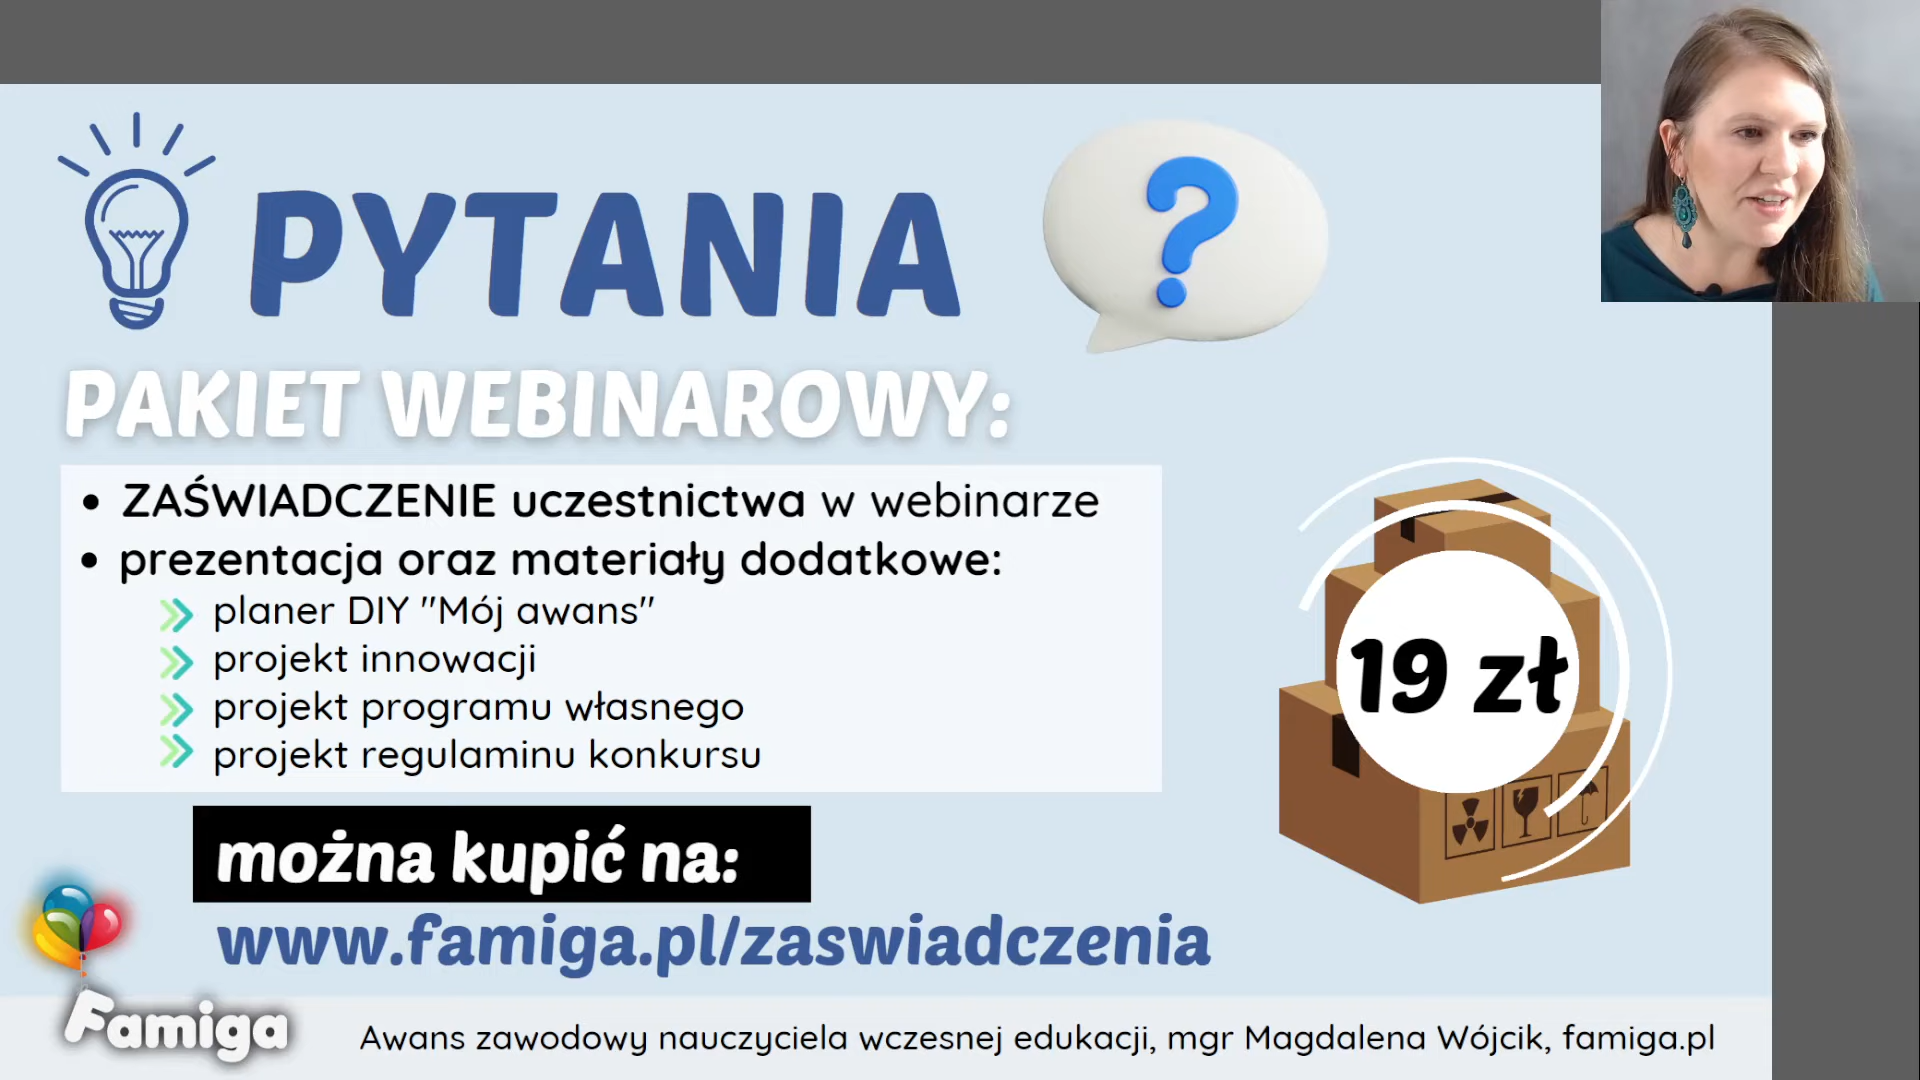 PYTANIA
?
PAKIET WEBINAROWY:
• ZAŚWIADCZENIE uczestnictwa w webinarze
• prezentacja oraz materiały dodatkowe:
planer DIY "Mój awans"
projekt innowacji
projekt programu własnego
projekt regulaminu konkursu
19 zł
można kupić na:
www.famiga.pl/zaswiadczenia
Famiga
Awans zawodowy nauczyciela wczesnej edukacji, mgr Magdalena Wójcik, famiga.pl